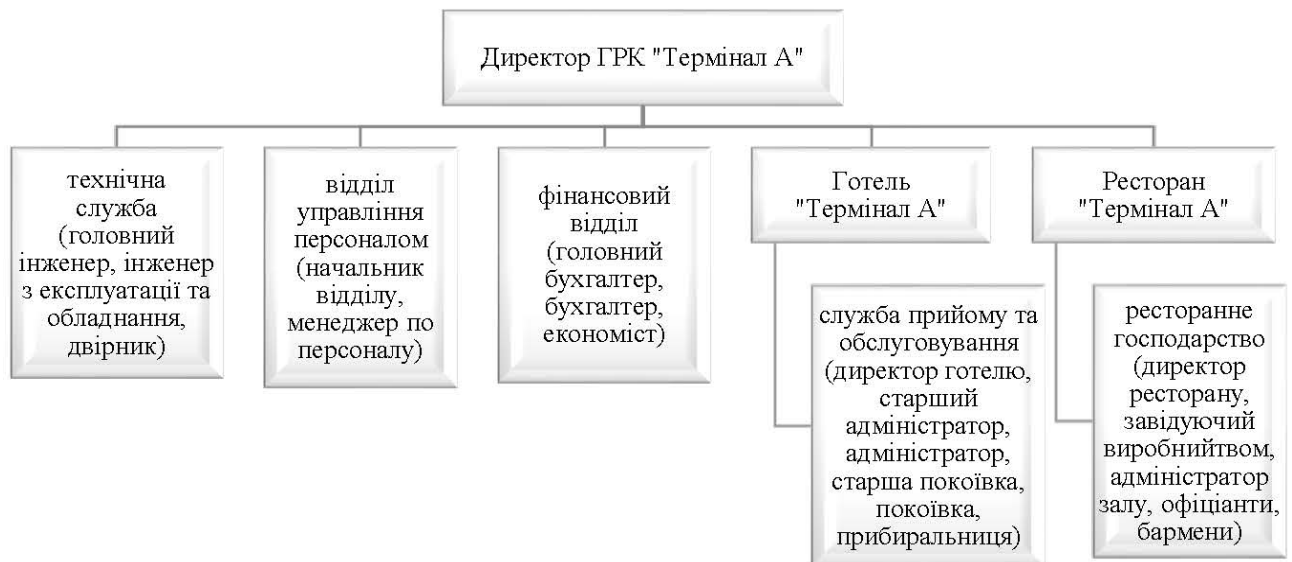 Директор ГРК "Термінал А"
технічна
служба
(головний
інженер, інженер
з експлуатації та
обладнання,
двірник)
відділ
управління
персоналом
(начальник
відділу,
менеджер по
персоналу)
фінансовий
відділ
(головний
бухгалтер,
бухгалтер,
економіст)
Готель
"Термінал А"
служба прийому та
обслуговування
(директор готелю,
старший
адміністратор,
адміністратор,
старша покоївка,
покоївка,
прибиральниця)
Ресторан
"Термінал А"
ресторанне
господарство
(директор
ресторану,
завідуючий
виробнийтвом,
адміністратор
залу, офіціанти,
бармени)